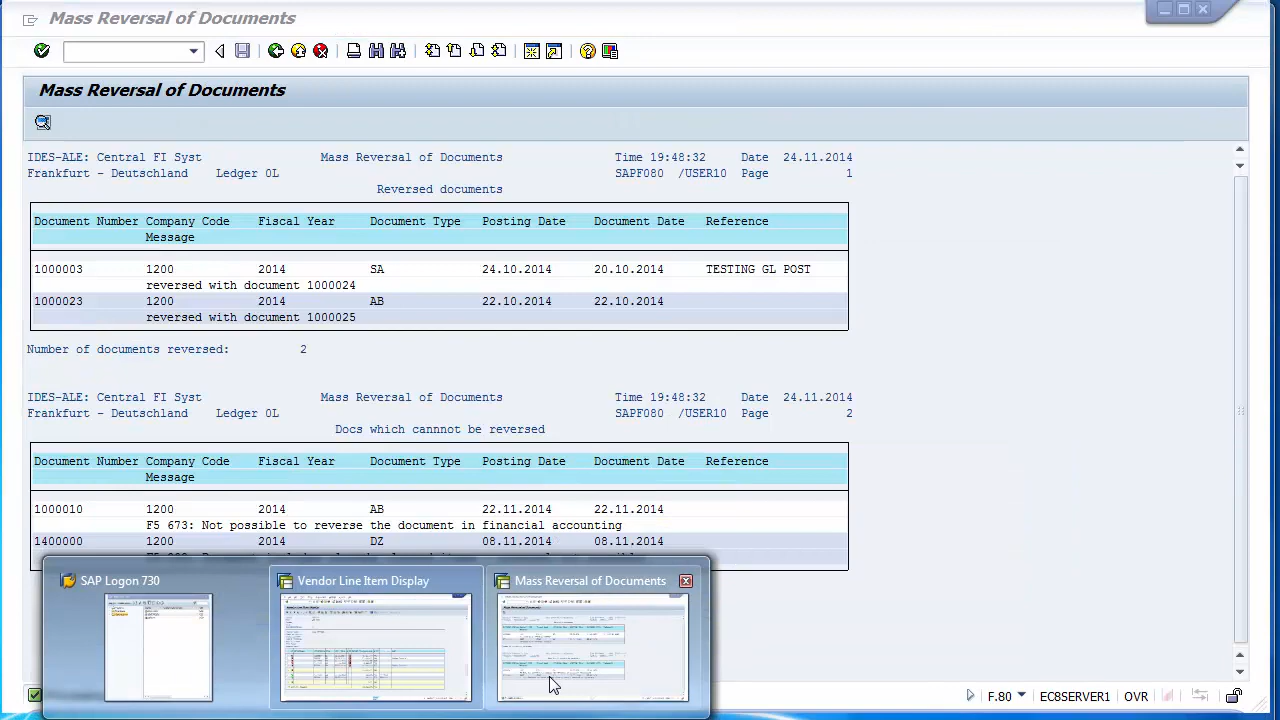 Mass Reversal of Documents
Mass Reversal of Documents
IDES-ALE: Central FI Syst Mass Reversal of Documents Time 19:48:32 Date 24.11.2014
Frankfurt - Deutschland Ledger 0L SAPF080 /USER10 Page 1
Reversed documents
Document Number Company Code Fiscal Year Document Type Posting Date Document Date Reference
Message
1000003 1200 2014 SA 24.10.2014 20.10.2014 TESTING GL POST
reversed with document 1000024
1000023 1200 2014 AB 22.10.2014 22.10.2014
reversed with document 1000025
Number of documents reversed: 2
IDES-ALE: Central FI Syst Mass Reversal of Documents Time 19:48:32 Date 24.11.2014
Frankfurt - Deutschland Ledger 0L SAPF080 /USER10 Page 2
Docs which cannnot be reversed
Document Number Company Code Fiscal Year Document Type Posting Date Document Date Reference
Message
1000010 1200 2014 AB 22.11.2014 22.11.2014
F5 673: Not possible to reverse the document in financial accounting
1400000 1200 2014 DZ 08.11.2014 08.11.2014
SAP Logon 730 Vendor Line Item Display Mass Reversal of Documents
F.80 EC8SERVER1 OVR